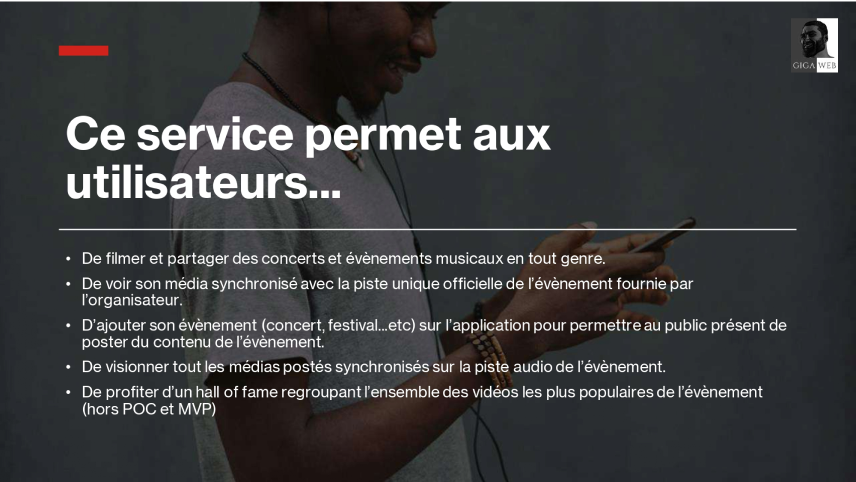 GIGA WEB
Ce service permet aux
utilisateurs...
• De filmer et partager des concerts et évènements musicaux en tout genre.
• De voir son média synchronisé avec la piste unique officielle de l'évènement fournie par
l'organisateur.
• D'ajouter son évènement (concert, festival...etc) sur l'application pour permettre au public présent de
poster du contenu de l'évènement.
• De visionner tout les médias postés synchronisés sur la piste audio de l'évènement.
• De profiter d'un hall of fame regroupant l'ensemble des vidéos les plus populaires de l'évènement
(hors POC et MVP)